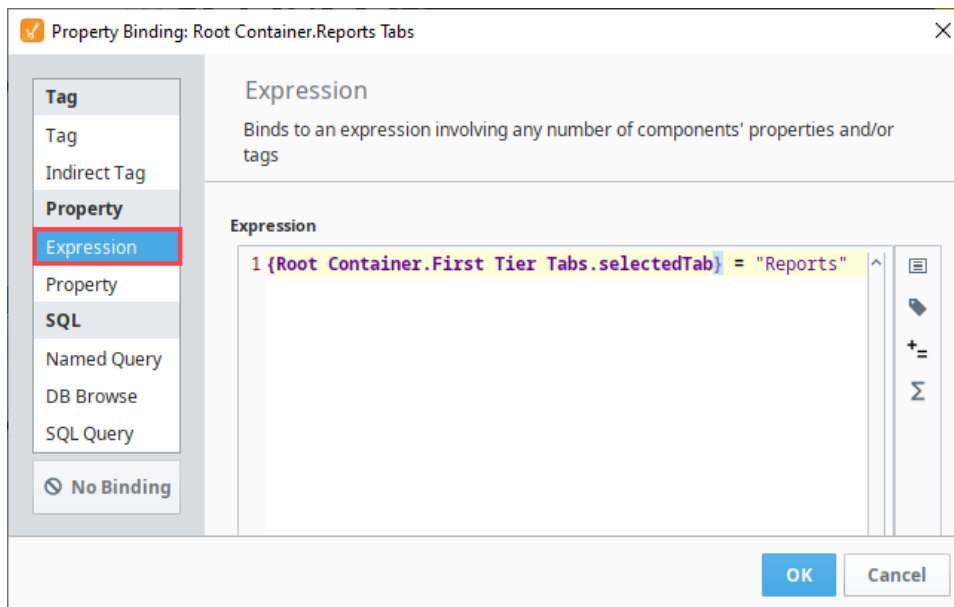 Property Binding: Root Container.Reports Tabs
Tag
Tag
Indirect Tag
Property
Expression
Property
SQL
Named Query
DB Browse
SQL Query
No Binding
Expression
Binds to an expression involving any number of components' properties and/or
tags
Expression
1 {Root Container.First Tier Tabs.selectedTab} = "Reports"
OK
Cancel